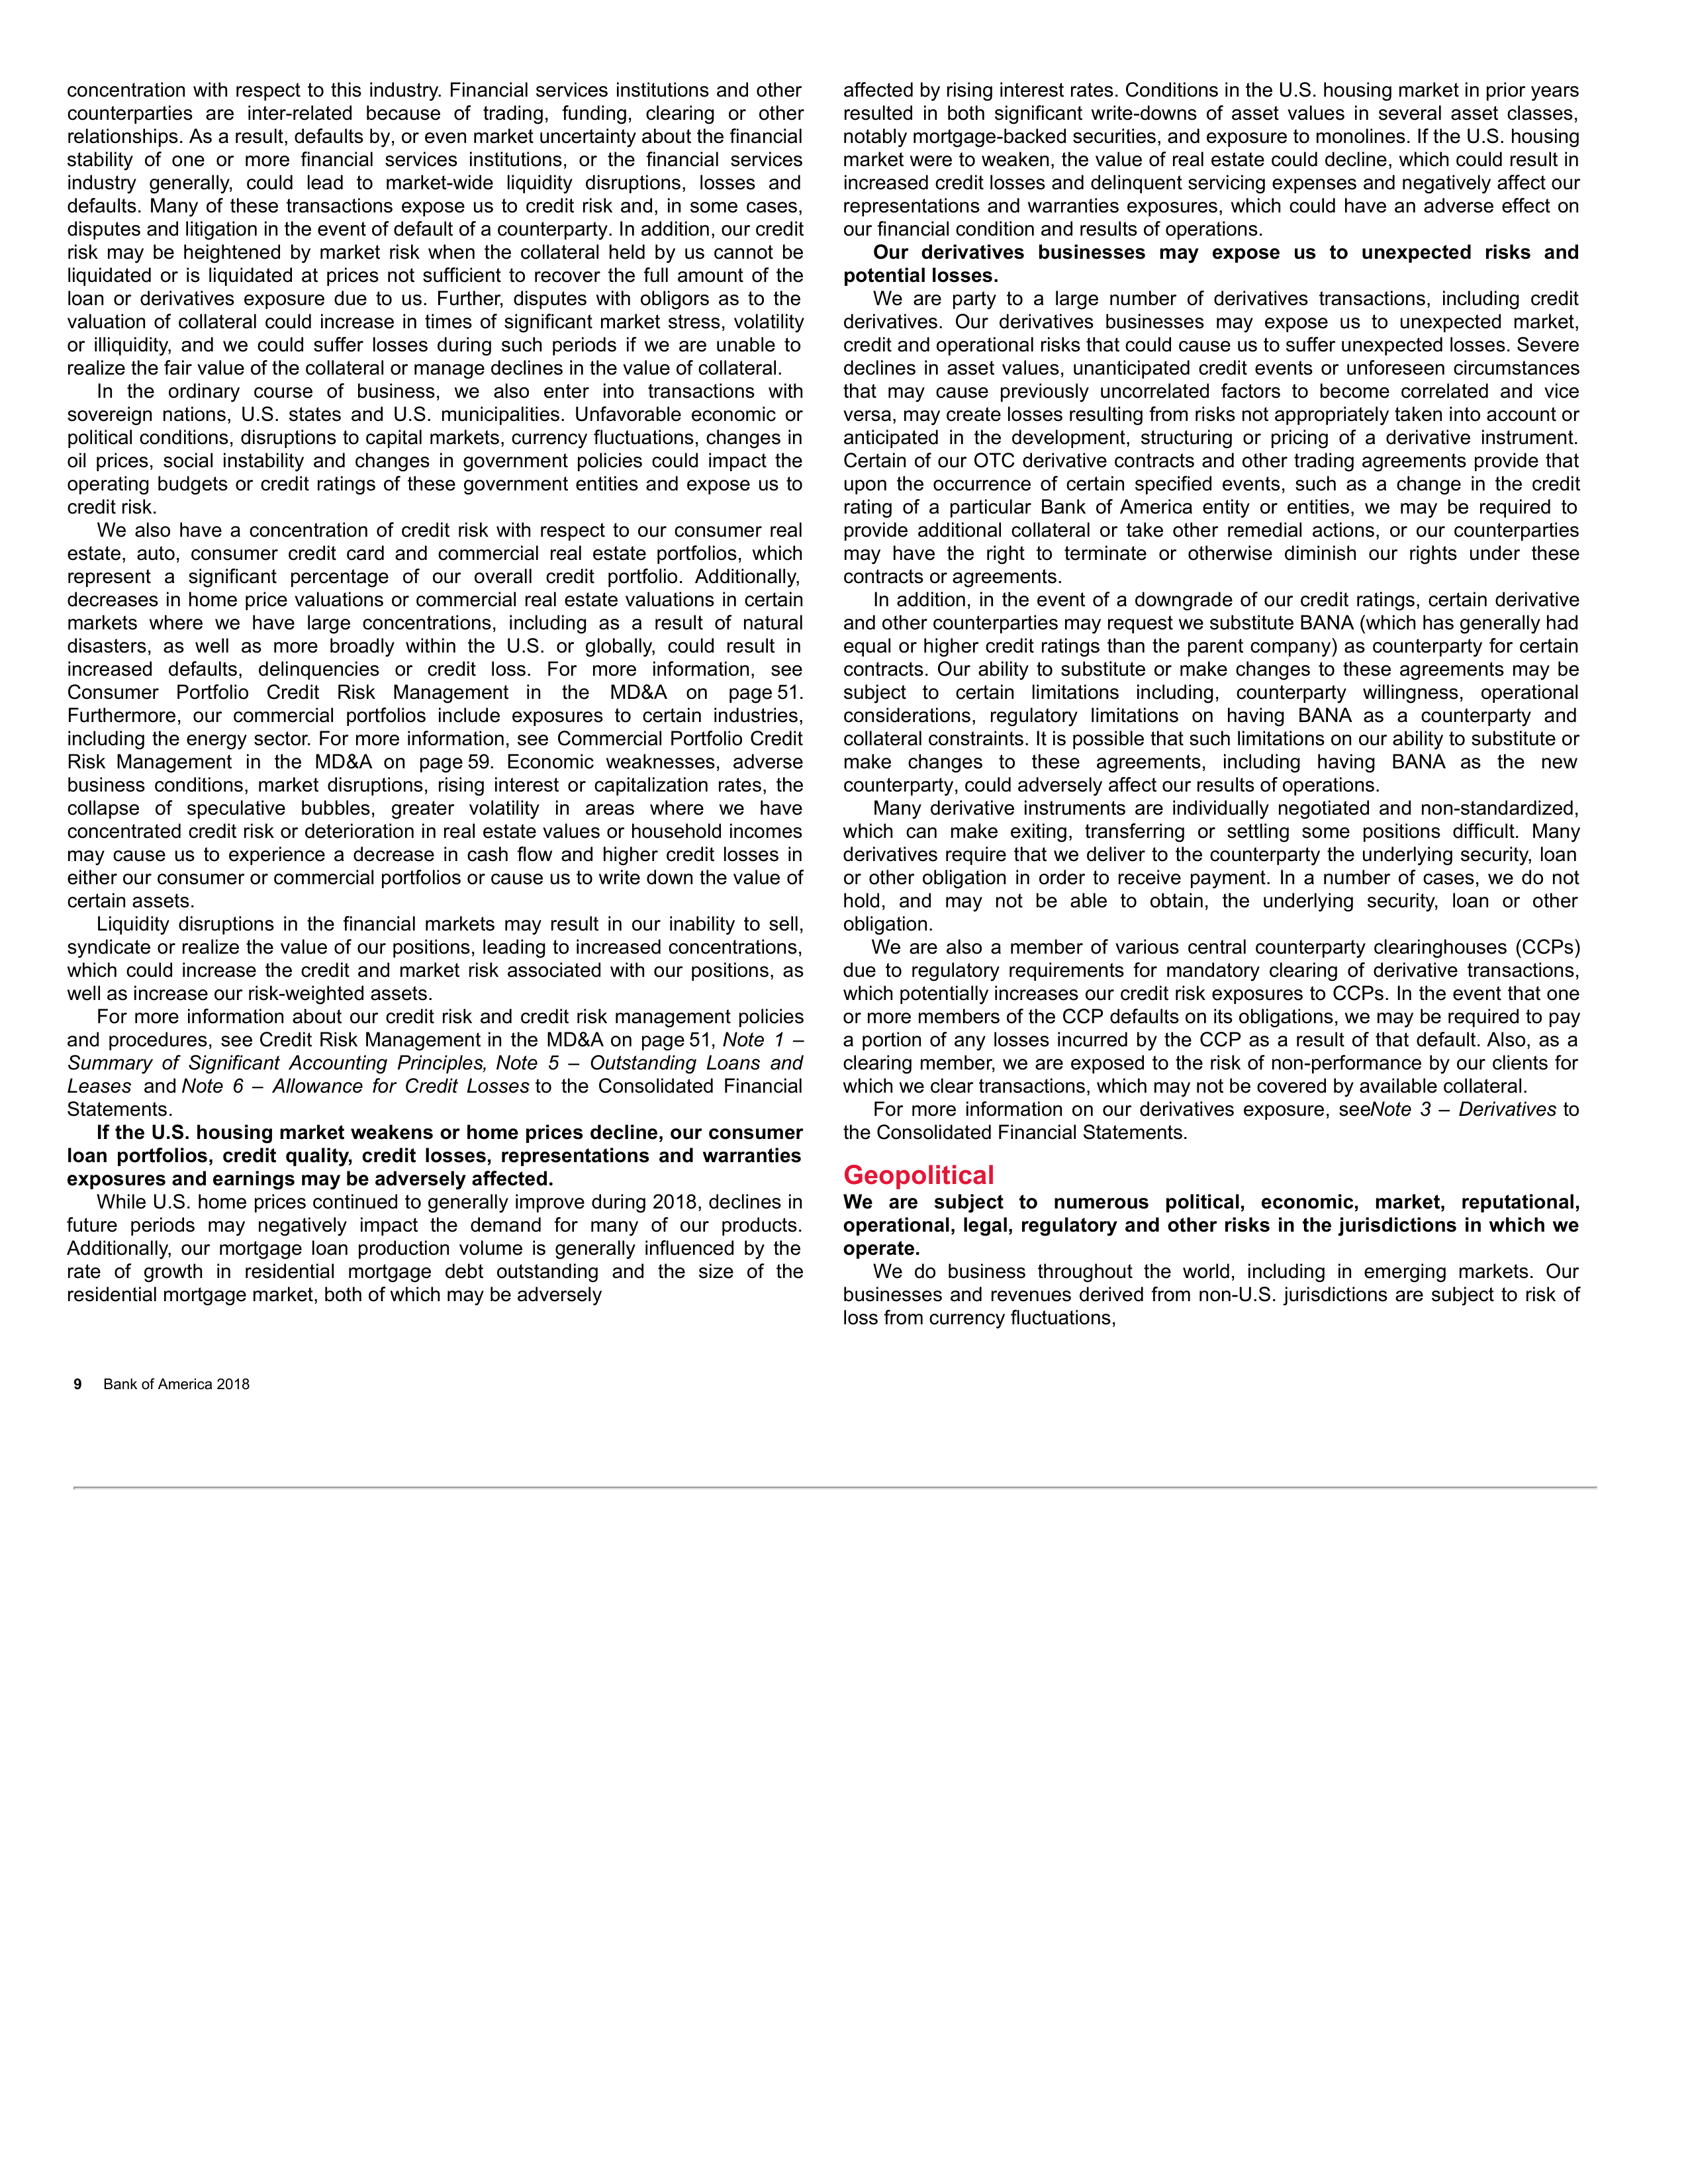 concentration with respect to this industry. Financial services institutions and other
counterparties are inter-related because of trading, funding, clearing or other
relationships. As a result, defaults by, or even market uncertainty about the financial
stability of one or more financial services institutions, or the financial services
industry generally, could lead to market-wide liquidity disruptions, losses and
defaults. Many of these transactions expose us to credit risk and, in some cases,
disputes and litigation in the event of default of a counterparty. In addition, our credit
risk may be heightened by market risk when the collateral held by us cannot be
liquidated or is liquidated at prices not sufficient to recover the full amount of the
loan or derivatives exposure due to us. Further, disputes with obligors as to the
valuation of collateral could increase in times of significant market stress, volatility
or illiquidity, and we could suffer losses during such periods if we are unable to
realize the fair value of the collateral or manage declines in the value of collateral.
In the ordinary course of business, we also enter into transactions with
sovereign nations, U.S. states and U.S. municipalities. Unfavorable economic or
political conditions, disruptions to capital markets, currency fluctuations, changes in
oil prices, social instability and changes in government policies could impact the
operating budgets or credit ratings of these government entities and expose us to
credit risk.
We also have a concentration of credit risk with respect to our consumer real
estate, auto, consumer credit card and commercial real estate portfolios, which
represent a significant percentage of our overall credit portfolio. Additionally,
decreases in home price valuations or commercial real estate valuations in certain
markets where we have large concentrations, including as a result of natural
disasters, as well as more broadly within the U.S. or globally, could result in
increased defaults, delinquencies or credit loss. For more information, see
Consumer Portfolio Credit Risk Management in the MD&A on page 51.
Furthermore, our commercial portfolios include exposures to certain industries,
including the energy sector. For more information, see Commercial Portfolio Credit
Risk Management in the MD&A on page 59. Economic weaknesses, adverse
business conditions, market disruptions, rising interest or capitalization rates, the
collapse of speculative bubbles, greater volatility in areas where we have
concentrated credit risk or deterioration in real estate values or household incomes
may cause us to experience a decrease in cash flow and higher credit losses in
either our consumer or commercial portfolios or cause us to write down the value of
certain assets.
Liquidity disruptions in the financial markets may result in our inability to sell,
syndicate or realize the value of our positions, leading to increased concentrations,
which could increase the credit and market risk associated with our positions, as
well as increase our risk-weighted assets.
For more information about our credit risk and credit risk management policies
and procedures, see Credit Risk Management in the MD&A on page 51, Note 1 –
Summary of Significant Accounting Principles, Note 5 – Outstanding Loans and
Leases and Note 6 – Allowance for Credit Losses to the Consolidated Financial
Statements.
If the U.S. housing market weakens or home prices decline, our consumer
loan portfolios, credit quality, credit losses, representations and warranties
exposures and earnings may be adversely affected.
While U.S. home prices continued to generally improve during 2018, declines in
future periods may negatively impact the demand for many of our products.
Additionally, our mortgage loan production volume is generally influenced by the
rate of growth in residential mortgage debt outstanding and the size of the
residential mortgage market, both of which may be adversely
affected by rising interest rates. Conditions in the U.S. housing market in prior years
resulted in both significant write-downs of asset values in several asset classes,
notably mortgage-backed securities, and exposure to monolines. If the U.S. housing
market were to weaken, the value of real estate could decline, which could result in
increased credit losses and delinquent servicing expenses and negatively affect our
representations and warranties exposures, which could have an adverse effect on
our financial condition and results of operations.
Our derivatives businesses may expose us to unexpected risks and
potential losses.
We are party to a large number of derivatives transactions, including credit
derivatives. Our derivatives businesses may expose us to unexpected market,
credit and operational risks that could cause us to suffer unexpected losses. Severe
declines in asset values, unanticipated credit events or unforeseen circumstances
that may cause previously uncorrelated factors to become correlated and vice
versa, may create losses resulting from risks not appropriately taken into account or
anticipated in the development, structuring or pricing of a derivative instrument.
Certain of our OTC derivative contracts and other trading agreements provide that
upon the occurrence of certain specified events, such as a change in the credit
rating of a particular Bank of America entity or entities, we may be required to
provide additional collateral or take other remedial actions, or our counterparties
may have the right to terminate or otherwise diminish our rights under these
contracts or agreements.
In addition, in the event of a downgrade of our credit ratings, certain derivative
and other counterparties may request we substitute BANA (which has generally had
equal or higher credit ratings than the parent company) as counterparty for certain
contracts. Our ability to substitute or make changes to these agreements may be
subject to certain limitations including, counterparty willingness, operational
considerations, regulatory limitations on having BANA as a counterparty and
collateral constraints. It is possible that such limitations on our ability to substitute or
make changes to these agreements, including having BANA as the new
counterparty, could adversely affect our results of operations.
Many derivative instruments are individually negotiated and non-standardized,
which can make exiting, transferring or settling some positions difficult. Many
derivatives require that we deliver to the counterparty the underlying security, loan
or other obligation in order to receive payment. In a number of cases, we do not
hold, and may not be able to obtain, the underlying security, loan or other
obligation.
We are also a member of various central counterparty clearinghouses (CCPs)
due to regulatory requirements for mandatory clearing of derivative transactions,
which potentially increases our credit risk exposures to CCPs. In the event that one
or more members of the CCP defaults on its obligations, we may be required to pay
a portion of any losses incurred by the CCP as a result of that default. Also, as a
clearing member, we are exposed to the risk of non-performance by our clients for
which we clear transactions, which may not be covered by available collateral.
For more information on our derivatives exposure, seeNote 3 – Derivatives to
the Consolidated Financial Statements.
Geopolitical
We are subject to numerous political, economic, market, reputational,
operational, legal, regulatory and other risks in the jurisdictions in which we
operate.
We do business throughout the world, including in emerging markets. Our
businesses and revenues derived from non-U.S. jurisdictions are subject to risk of
loss from currency fluctuations,
9 Bank of America 2018